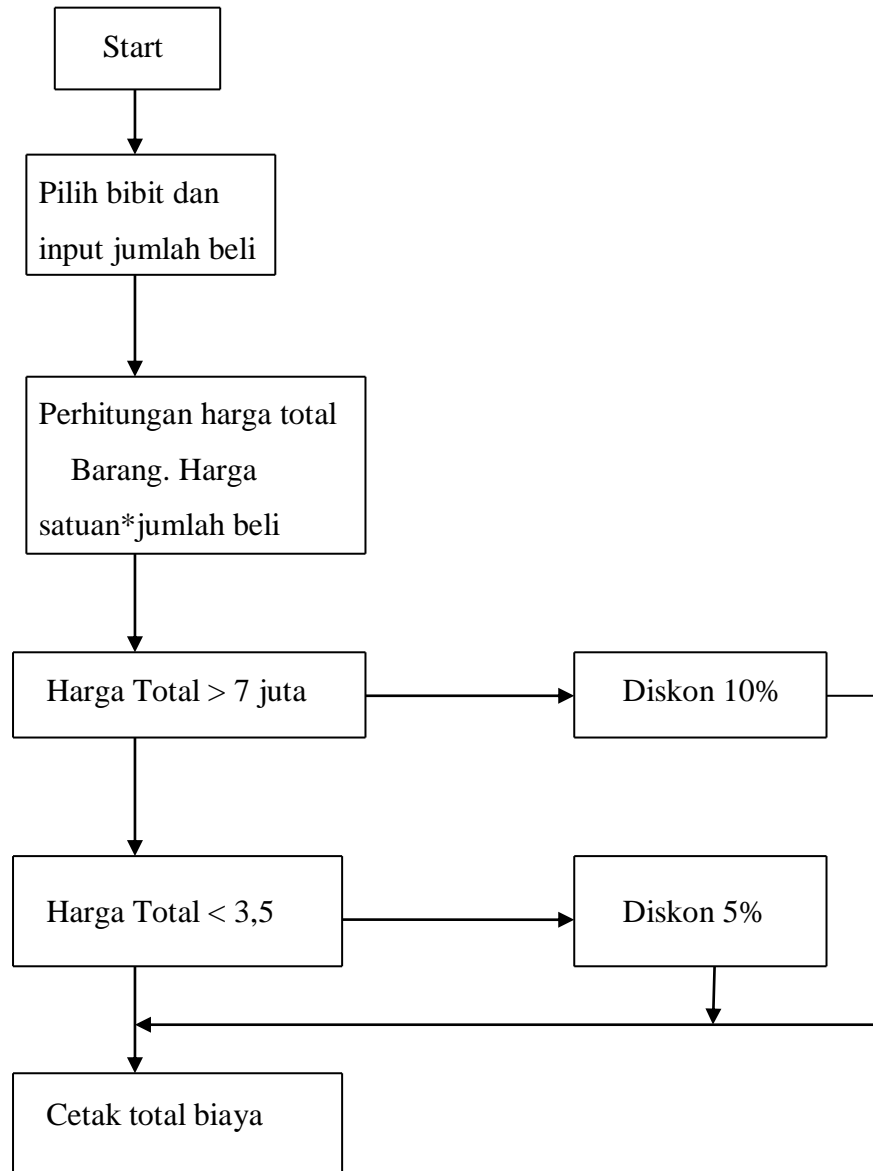 Start
Pilih bibit dan
input jumlah beli
Perhitungan harga total
Barang. Harga
satuan*jumlah beli
Harga Total > 7 juta
Diskon 10%
Harga Total < 3,5
Diskon 5%
Cetak total biaya